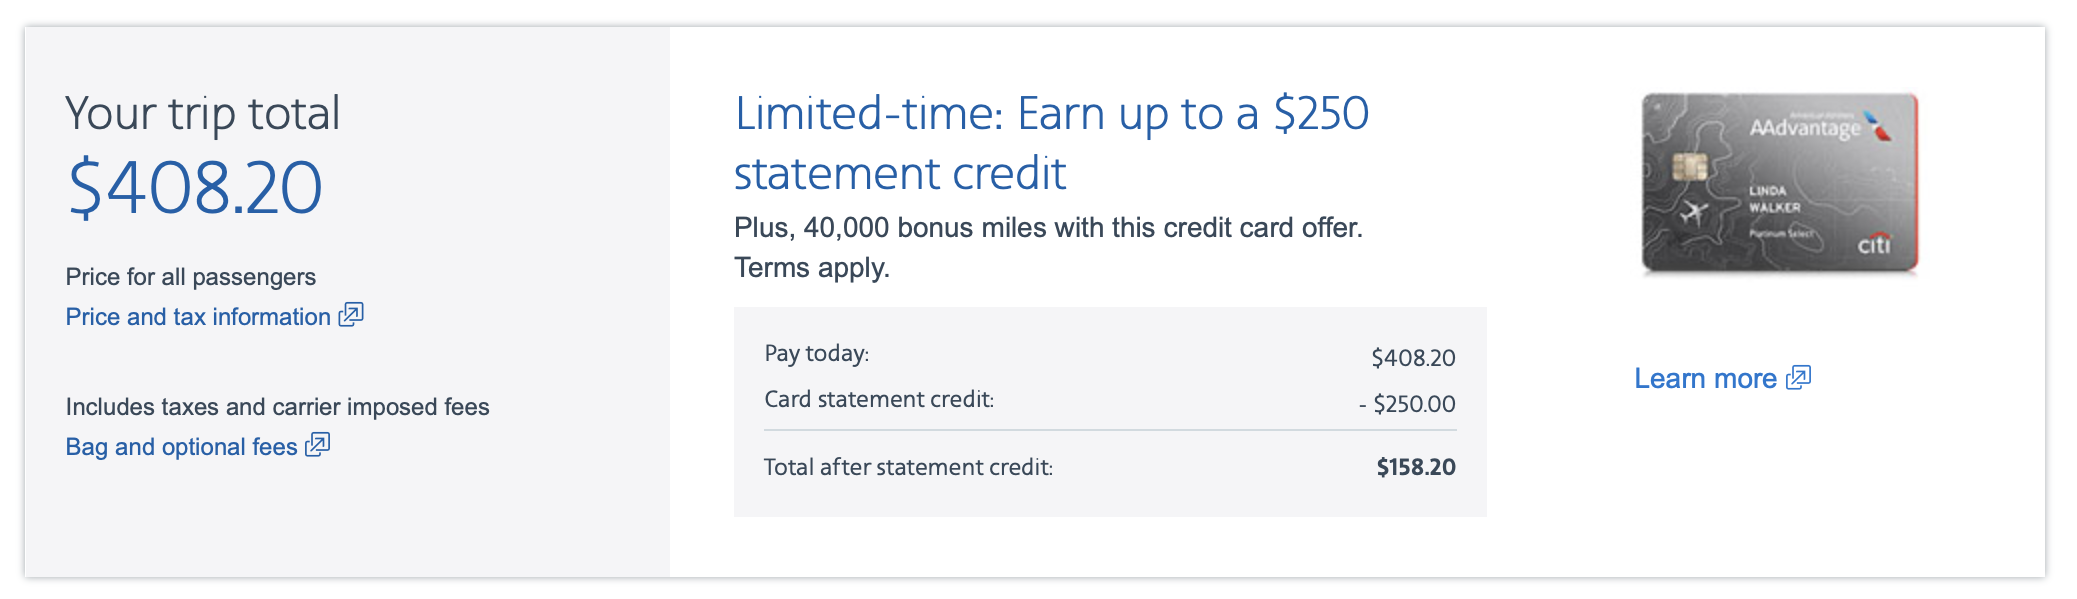 Your trip total
$408.20
Price for all passengers
Price and tax information
Includes taxes and carrier imposed fees
Bag and optional fees
Limited-time: Earn up to a $250
statement credit
Plus, 40,000 bonus miles with this credit card offer.
Terms apply.
Pay today: $408.20
Card statement credit: - $250.00
Total after statement credit: $158.20
AAdvantage
LINDA
WALKER
Platinum Select
citi
Learn more